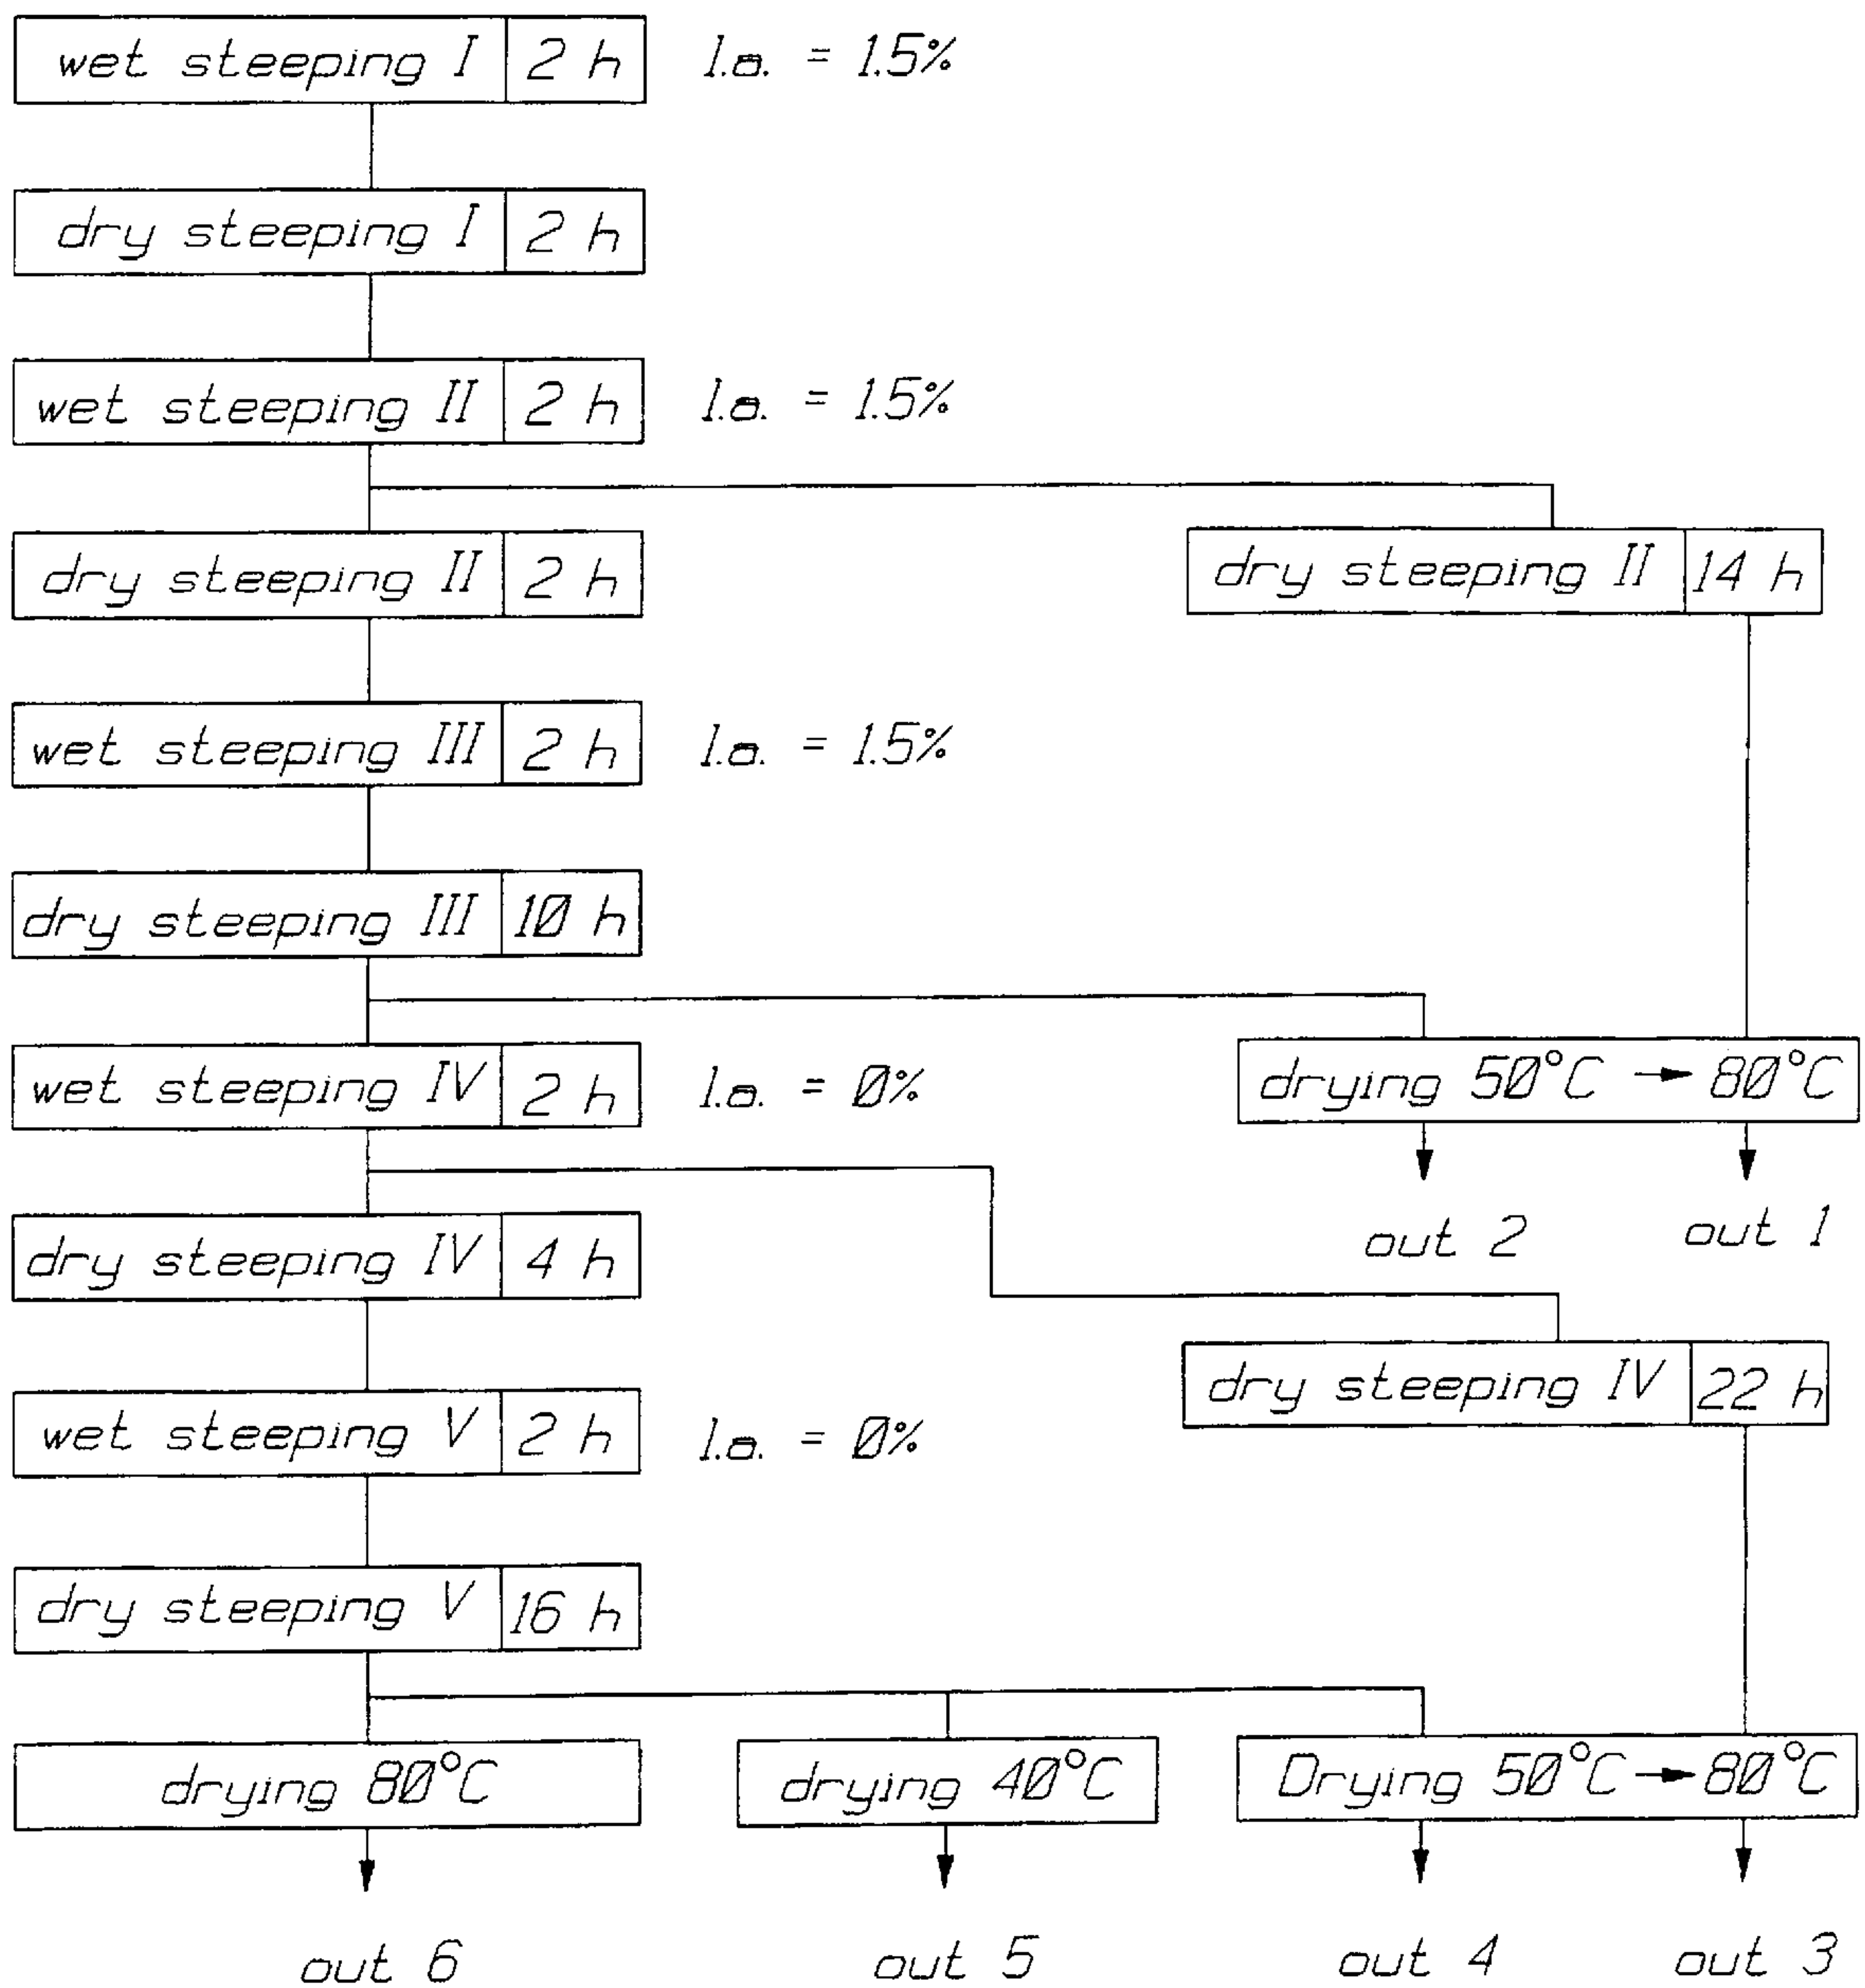 wet steeping I 2 h l.a. = 1.5%
dry steeping I 2 h
wet steeping II 2 h l.a. = 1.5%
dry steeping II 2 h dry steeping II 14 h
wet steeping III 2 h l.a. = 1.5%
dry steeping III 10 h
wet steeping IV 2 h l.a. = 0% drying 50°C → 80°C
out 2 out 1
dry steeping IV 4 h
dry steeping IV 22 h
wet steeping V 2 h l.a. = 0%
dry steeping V 16 h
drying 80°C drying 40°C Drying 50°C → 80°C
out 6 out 5 out 4 out 3